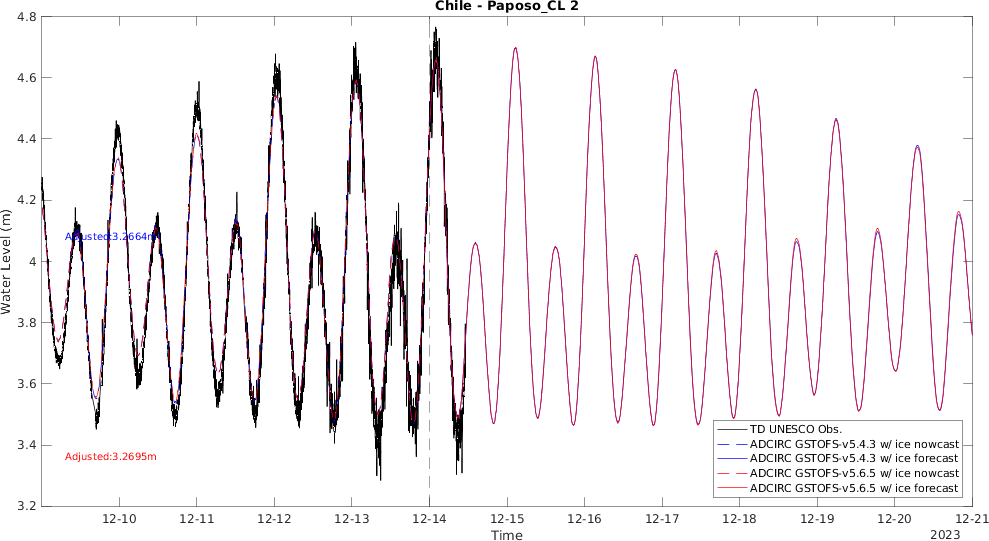 Chile - Paposo_CL 2
4.8
4.6
4.4
4.2
4
3.8
3.6
3.4
3.2
Water Level (m)
Adjusted:3.2664m
Adjusted:3.2695m
TD UNESCO Obs.
ADCIRC GSTOFS-v5.4.3 w/ ice nowcast
ADCIRC GSTOFS-v5.4.3 w/ ice forecast
ADCIRC GSTOFS-v5.6.5 w/ ice nowcast
ADCIRC GSTOFS-v5.6.5 w/ ice forecast
12-10 12-11 12-12 12-13 12-14 12-15 12-16 12-17 12-18 12-19 12-20 12-21
Time
2023